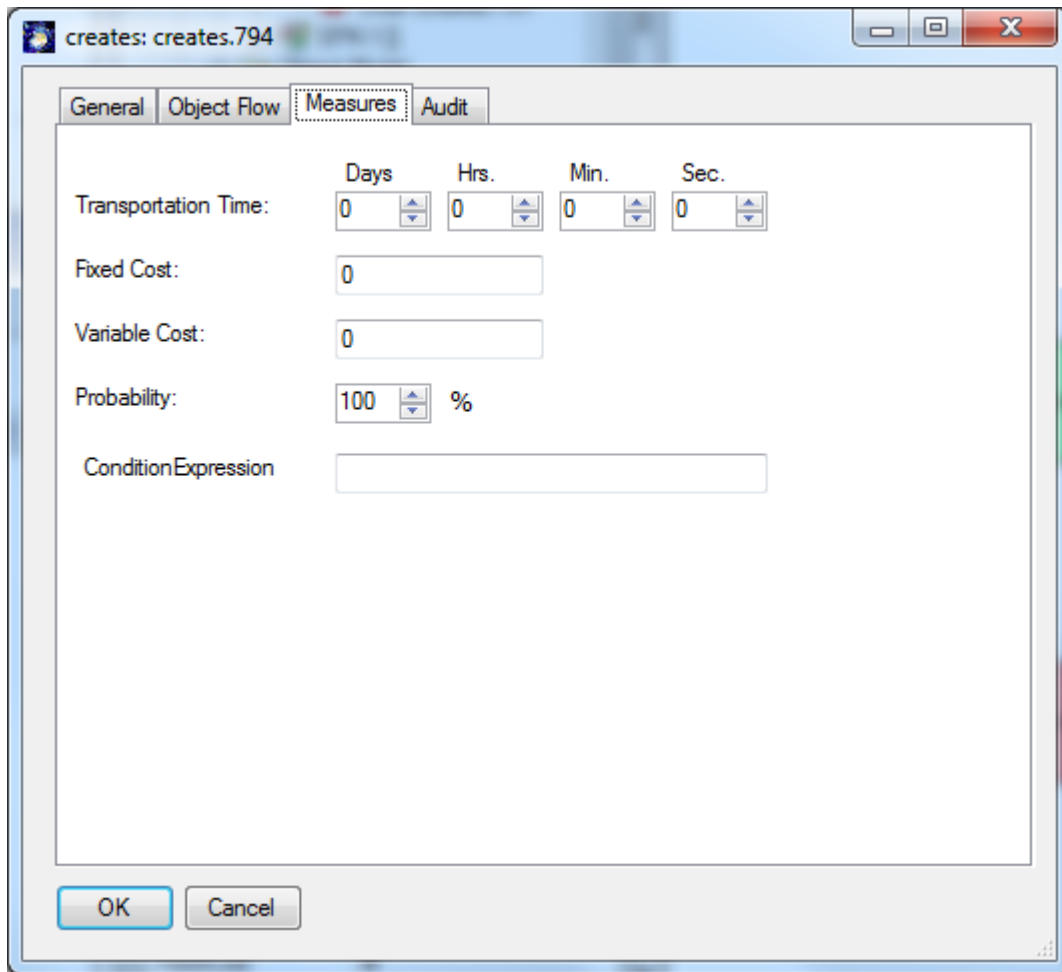 creates: creates.794
General Object Flow Measures Audit
Days Hrs. Min. Sec.
Transportation Time: 0 0 0 0
Fixed Cost: 0
Variable Cost: 0
Probability: 100 %
ConditionExpression
OK Cancel